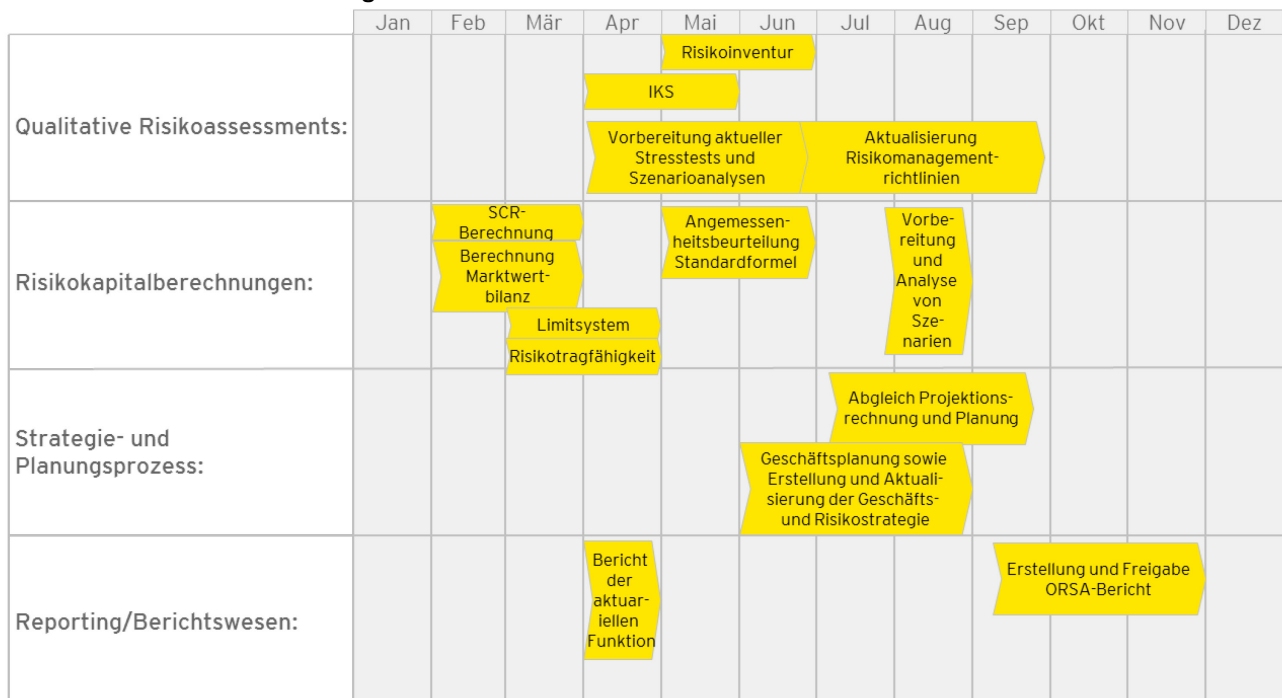 Jan Feb Mär Apr Mai Jun Jul Aug Sep Okt Nov Dez
Qualitative Risikoassessments:
Risikoinventur
IKS
Vorbereitung aktueller
Stresstests und
Szenarioanalysen
Aktualisierung
Risikomanagement-
richtlinien
Risikokapitalberechnungen:
SCR-
Berechnung
Berechnung
Marktwert-
bilanz
Limitsystem
Risikotragfähigkeit
Angemessen-
heitsbeurteilung
Standardformel
Vorbe-
reitung
und
Analyse
von
Sze-
narien
Strategie- und
Planungsprozess:
Abgleich Projektions-
rechnung und Planung
Geschäftsplanung sowie
Erstellung und Aktuali-
sierung der Geschäfts-
und Risikostrategie
Reporting/Berichtswesen:
Bericht
der
aktuar-
iellen
Funktion
Erstellung und Freigabe
ORSA-Bericht